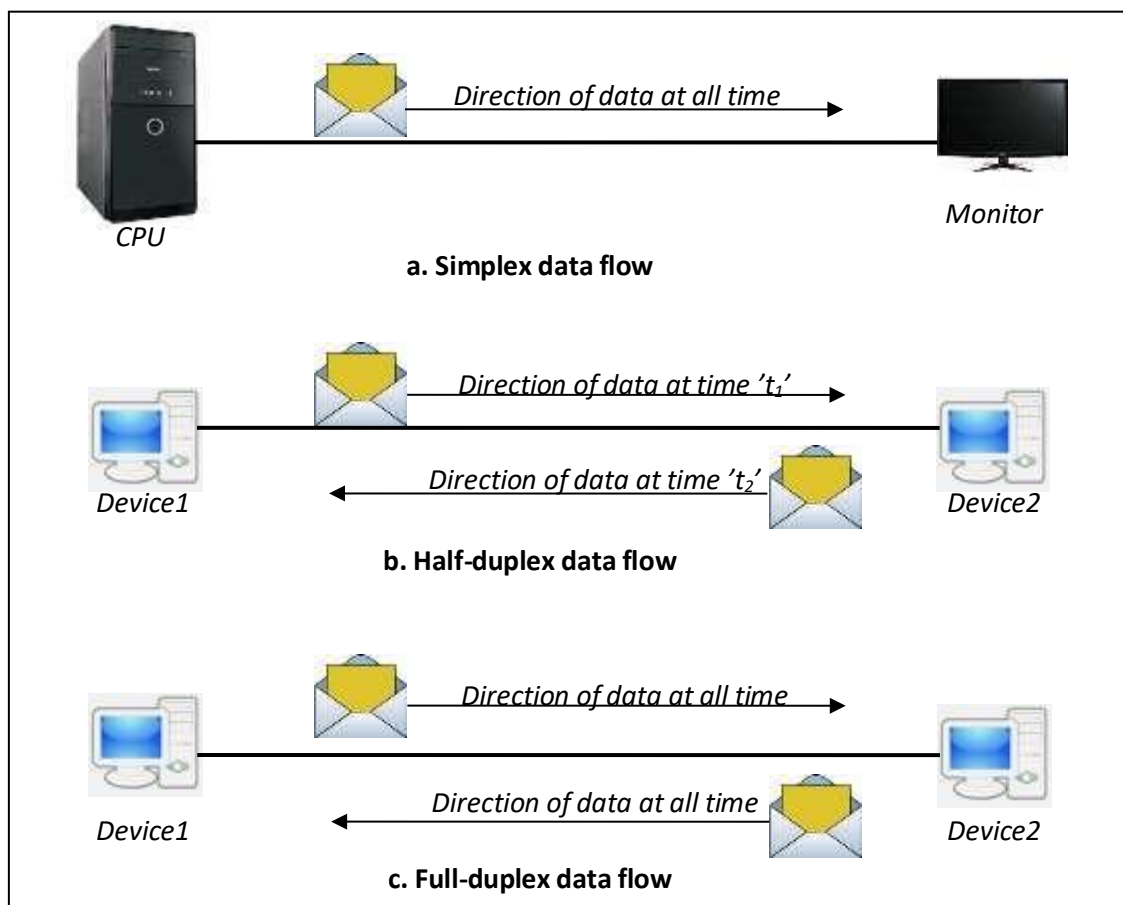 Direction of data at all time
CPU
Monitor
a. Simplex data flow
Direction of data at time ’t₁’
Direction of data at time ’t₂’
Device1
Device2
b. Half-duplex data flow
Direction of data at all time
Direction of data at all time
Device1
Device2
c. Full-duplex data flow